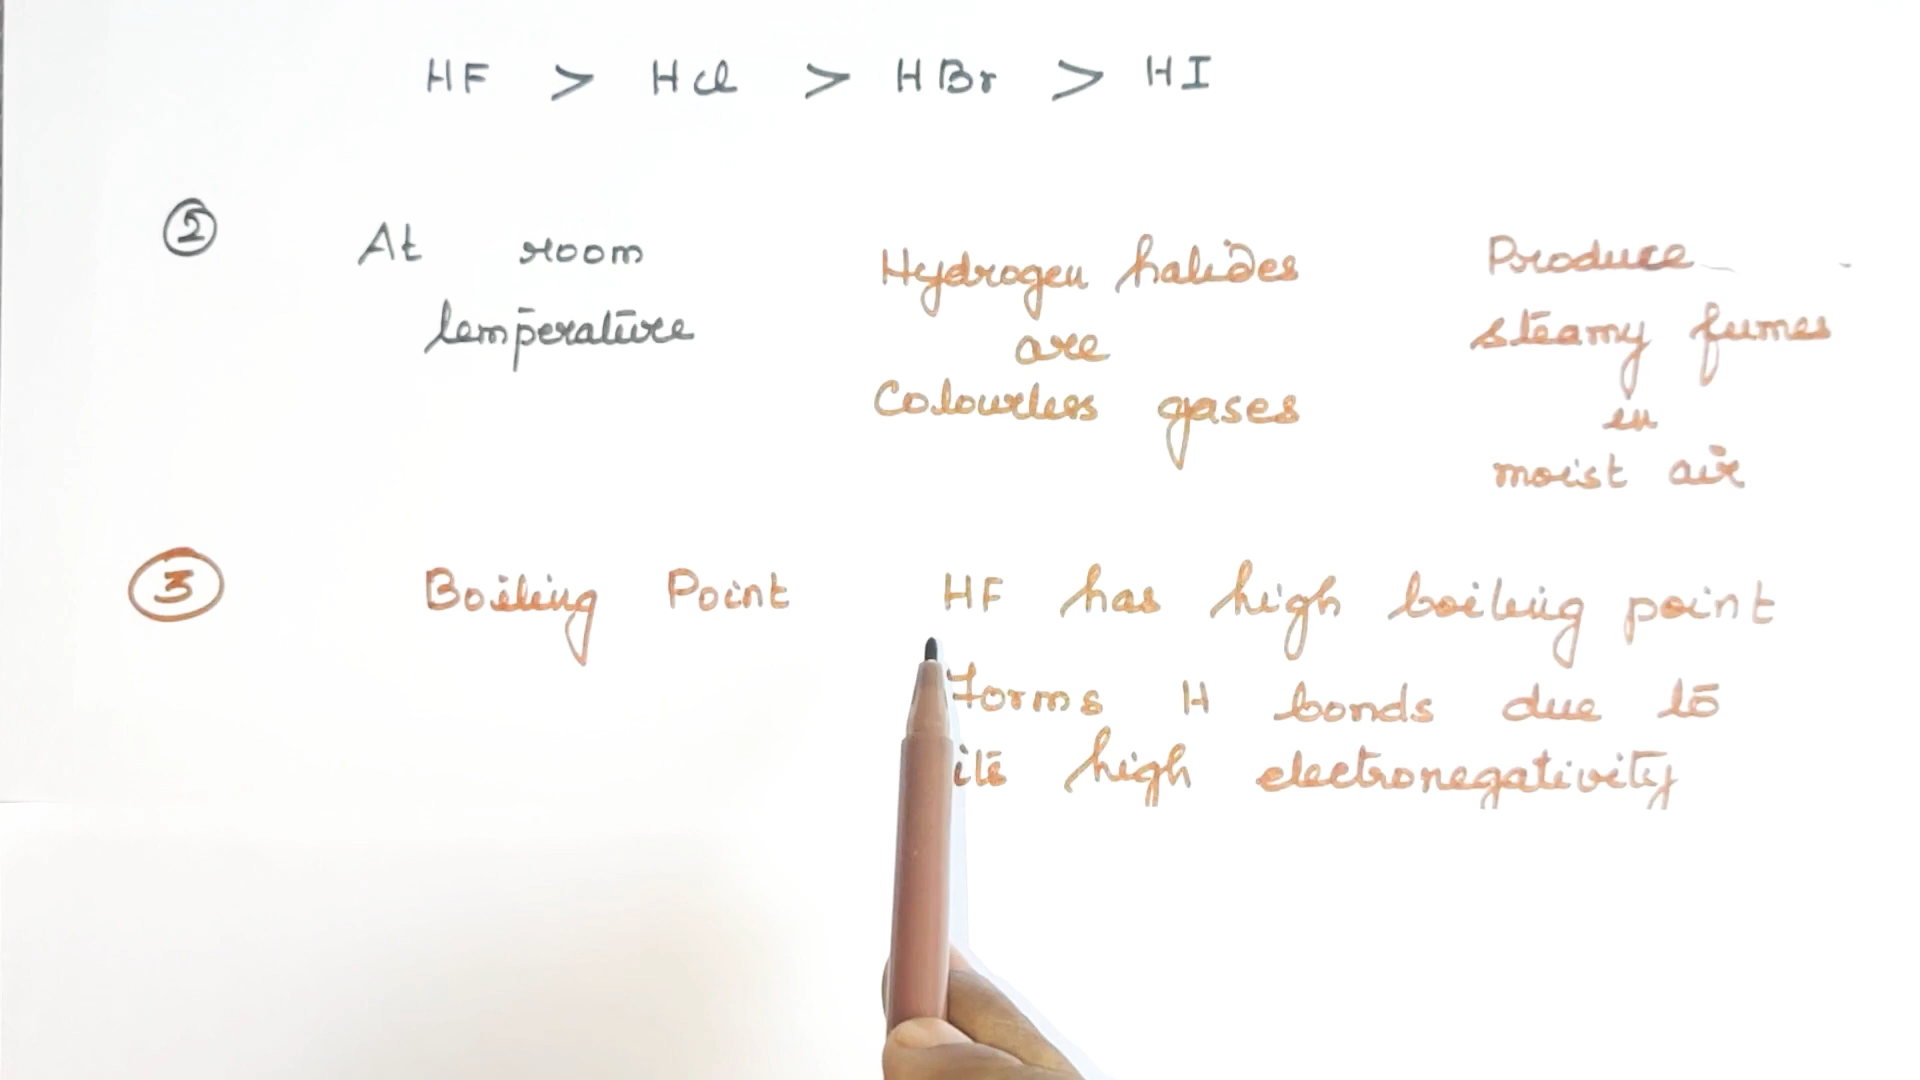 HF > HCl > HBr > HI
② At room temperature
Hydrogen halides
are
Colourless gases
Produce
steamy fumes
in
moist air
③ Boiling Point
HF has high boiling point
Forms H bonds due to
its high electronegativity